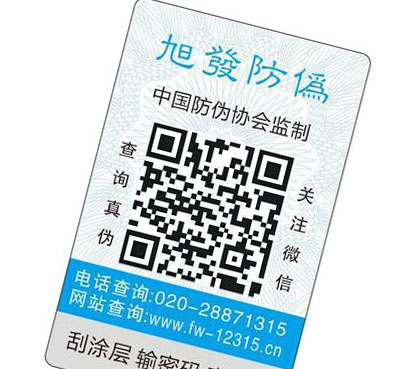 旭發防僞
中国防伪协会监制
查询真伪
关注微信
电话查询:020-28871315
网站查询:www.fw-12315.cn
刮涂层 输密码